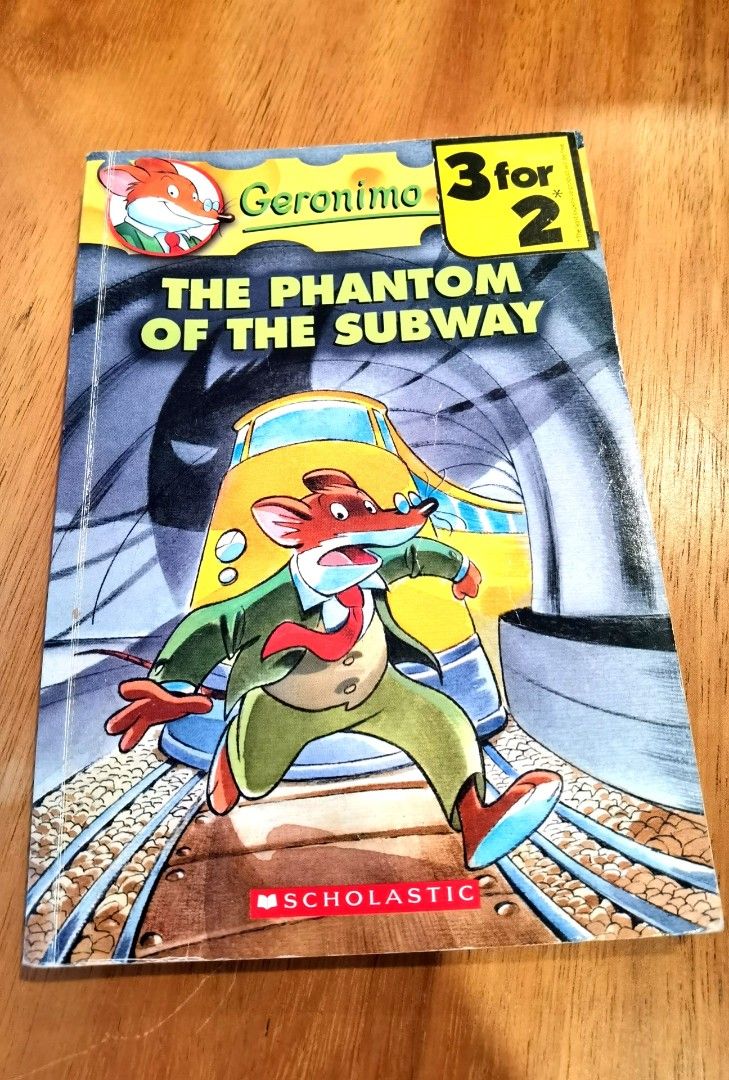 Geronimo
3 for
2*
THE PHANTOM
OF THE SUBWAY
SCHOLASTIC